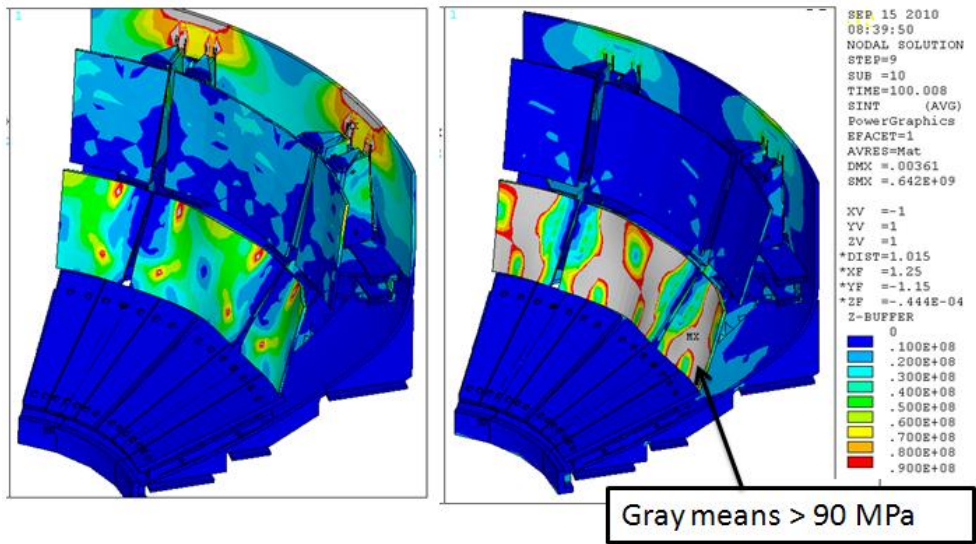 1
1
SEP 15 2010
08:39:50
NODAL SOLUTION
STEP=9
SUB =10
TIME=100.008
SINT (AVG)
PowerGraphics
EFACET=1
AVRES=Mat
DMX =.00361
SMX =.642E+09
XV =-1
YV =1
ZV =1
*DIST=1.015
*XF =1.25
*YF =-1.15
*ZF =-.444E-04
Z-BUFFER
0
.100E+08
.200E+08
.300E+08
.400E+08
.500E+08
.600E+08
.700E+08
.800E+08
.900E+08
MX
Gray means > 90 MPa